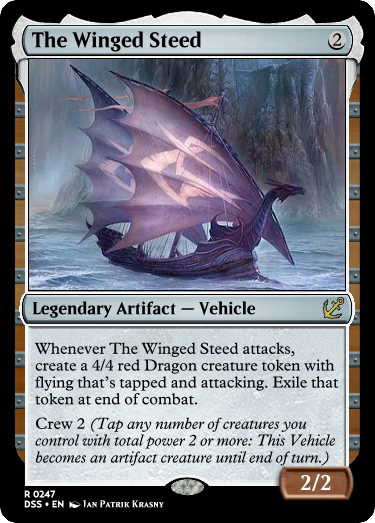 The Winged Steed 2
Legendary Artifact — Vehicle
Whenever The Winged Steed attacks,
create a 4/4 red Dragon creature token with
flying that's tapped and attacking. Exile that
token at end of combat.
Crew 2 (Tap any number of creatures you
control with total power 2 or more: This Vehicle
becomes an artifact creature until end of turn.)
2/2
R 0247
DSS • EN Jan Patrik Krasny